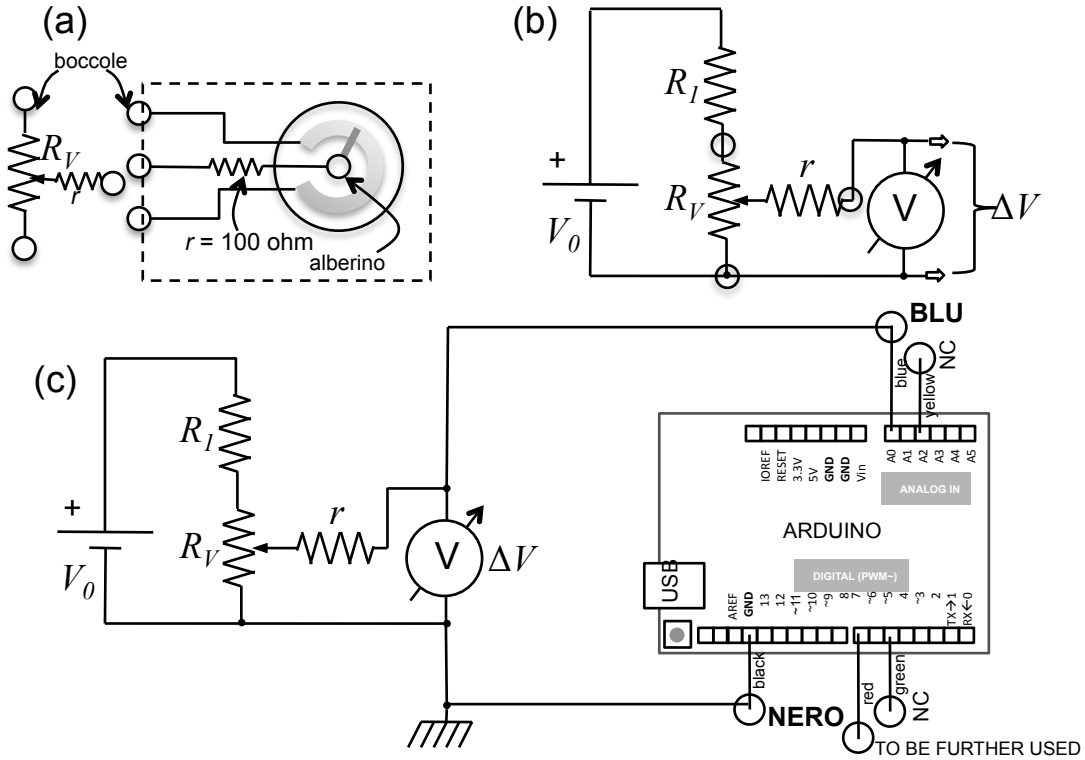 (a)
boccole
R_V
r
r = 100 ohm
alberino
(b)
R_1
+
V_0
R_V
r
V
ΔV
(c)
R_1
+
V_0
R_V
r
V
ΔV
BLU
NC
blue
yellow
IOREF
RESET
3.3V
5V
GND
GND
Vin
A0
A1
A2
A3
A4
A5
ANALOG IN
ARDUINO
USB
DIGITAL (PWM~)
AREF
GND
13
12
~11
~10
~9
8
7
~6
~5
4
~3
2
TX→1
RX←0
black
red
green
NERO
NC
TO BE FURTHER USED